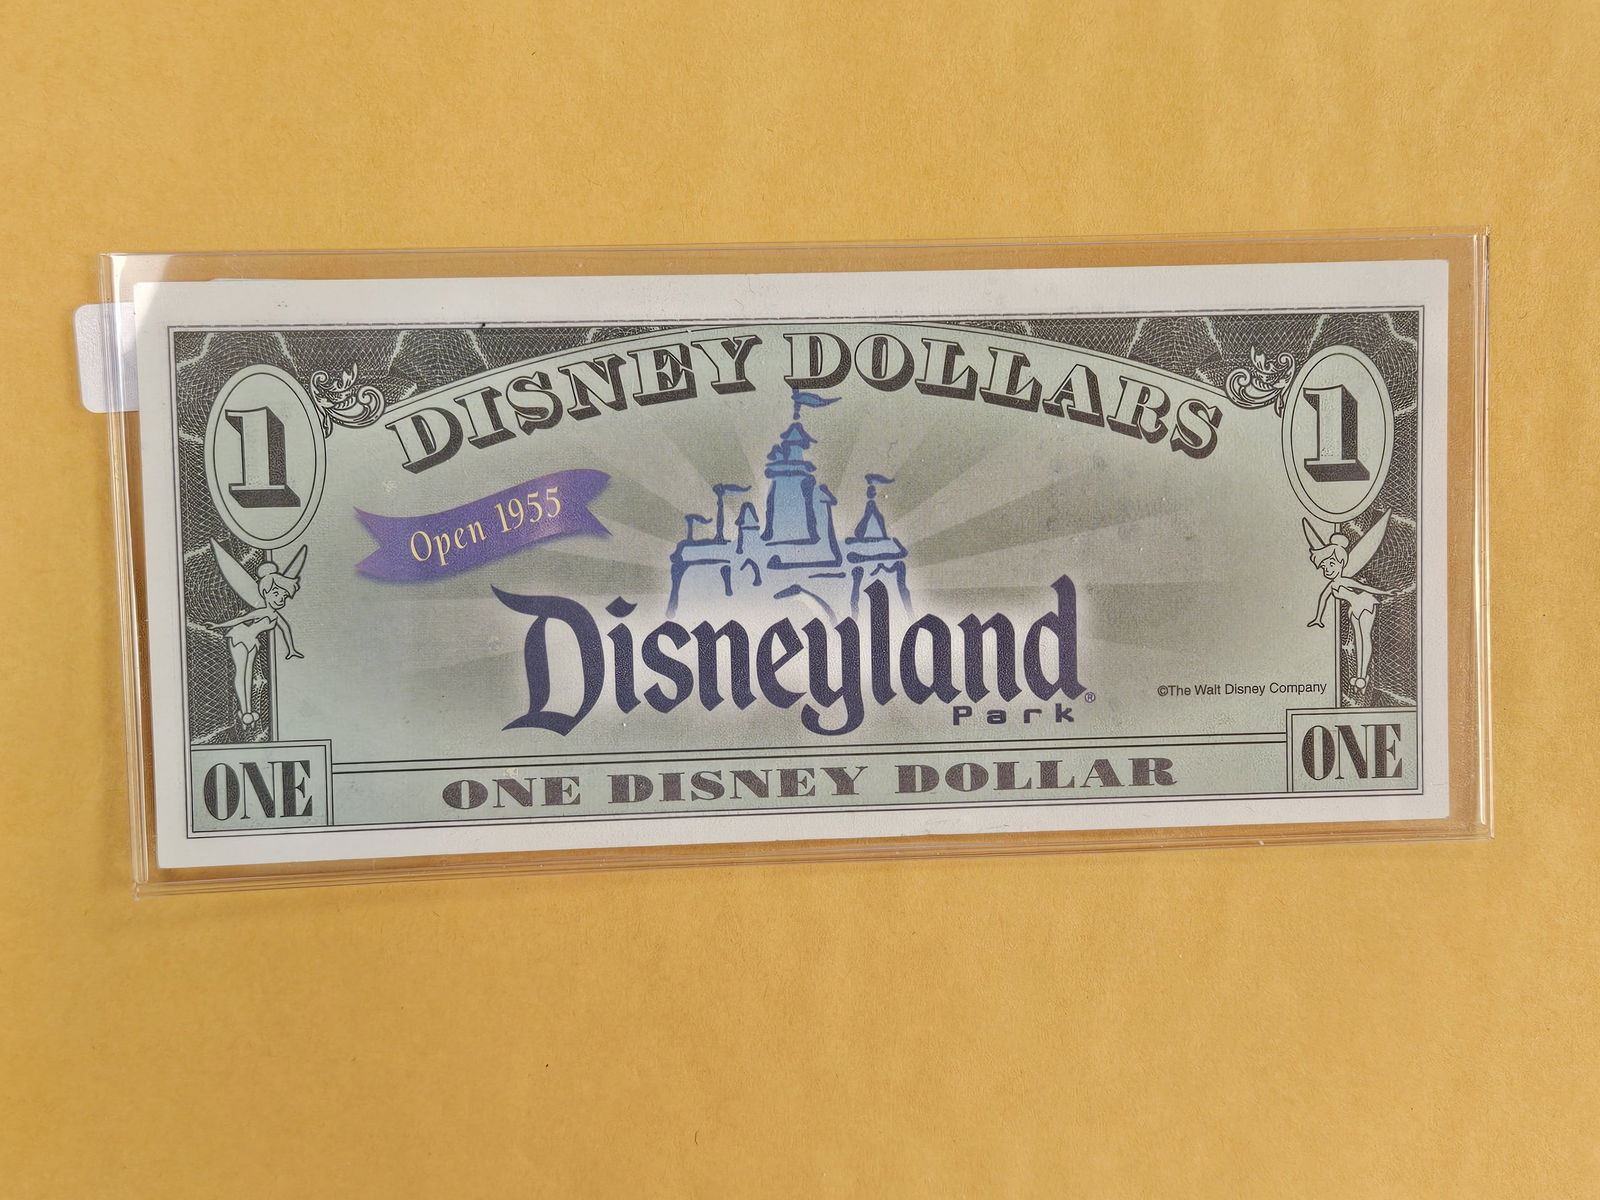 DISNEY DOLLARS
1
1
Open 1955
Disneyland®
Park
©The Walt Disney Company
ONE
ONE DISNEY DOLLAR
ONE